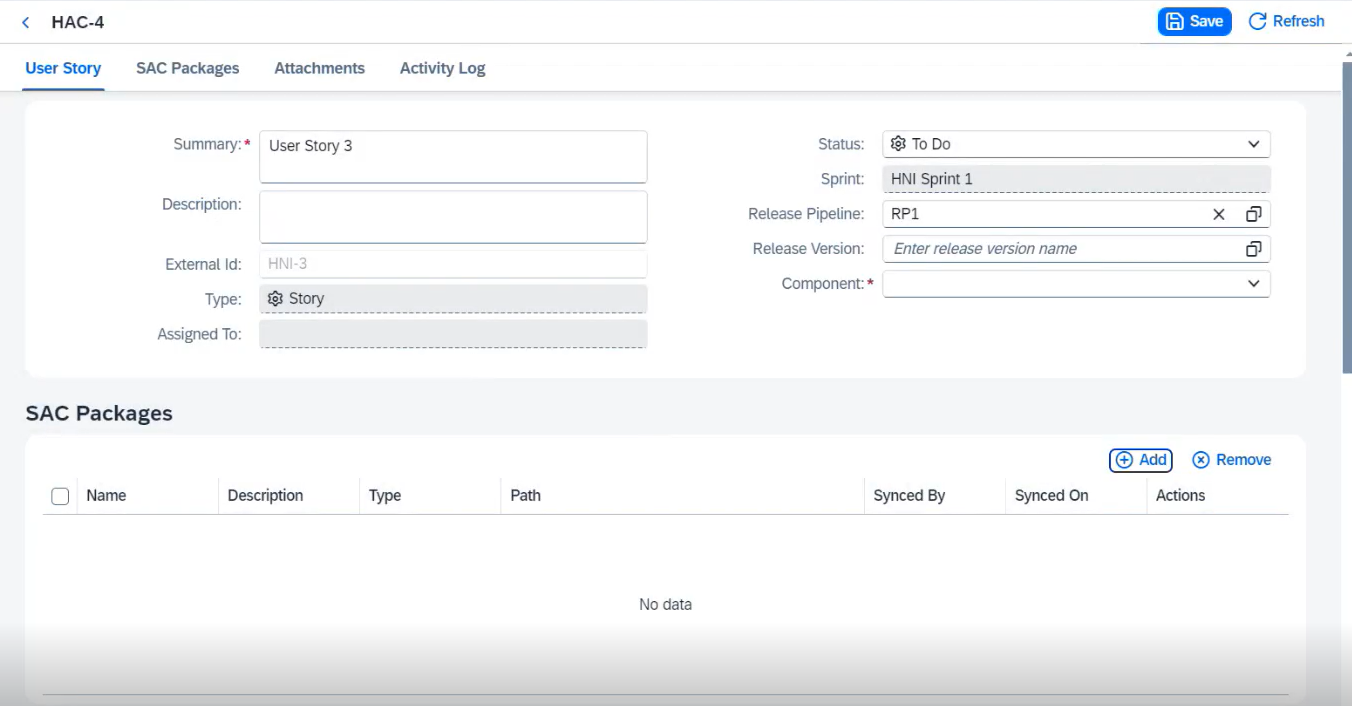 HAC-4
Save
Refresh
User Story
SAC Packages
Attachments
Activity Log
Summary:*
User Story 3
Description:
External Id:
HNI-3
Type:
Story
Assigned To:
Status:
To Do
Sprint:
HNI Sprint 1
Release Pipeline:
RP1
Release Version:
Enter release version name
Component:*
SAC Packages
Add
Remove
Name
Description
Type
Path
Synced By
Synced On
Actions
No data